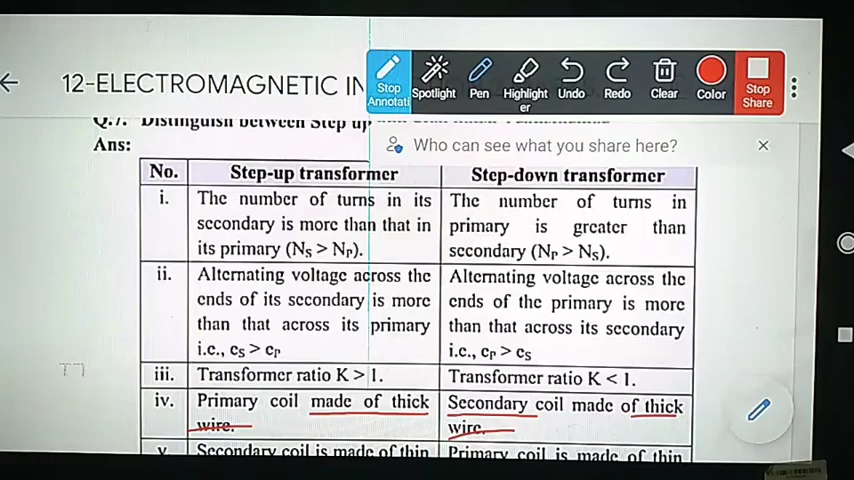 12-ELECTROMAGNETIC IN
Stop Annotati
Spotlight
Pen
Highlight er
Undo
Redo
Clear
Color
Stop Share
Q.7. Distinguish between Step up
Who can see what you share here?
Ans:
No. Step-up transformer Step-down transformer
i. The number of turns in its The number of turns in
secondary is more than that in primary is greater than
its primary (NS > NP). secondary (NP > NS).
ii. Alternating voltage across the Alternating voltage across the
ends of its secondary is more ends of the primary is more
than that across its primary than that across its secondary
i.e., eS > eP i.e., eP > eS
iii. Transformer ratio K > 1. Transformer ratio K < 1.
iv. Primary coil made of thick Secondary coil made of thick
wire. wire.
v Secondary coil is made of thin Primary coil is made of thin